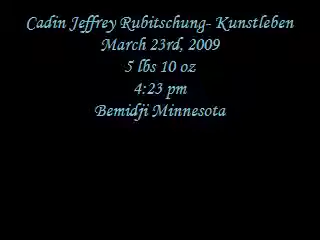 Cadin Jeffrey Rubitschung- Kunstleben
March 23rd, 2009
5 lbs 10 oz
4:23 pm
Bemidji Minnesota